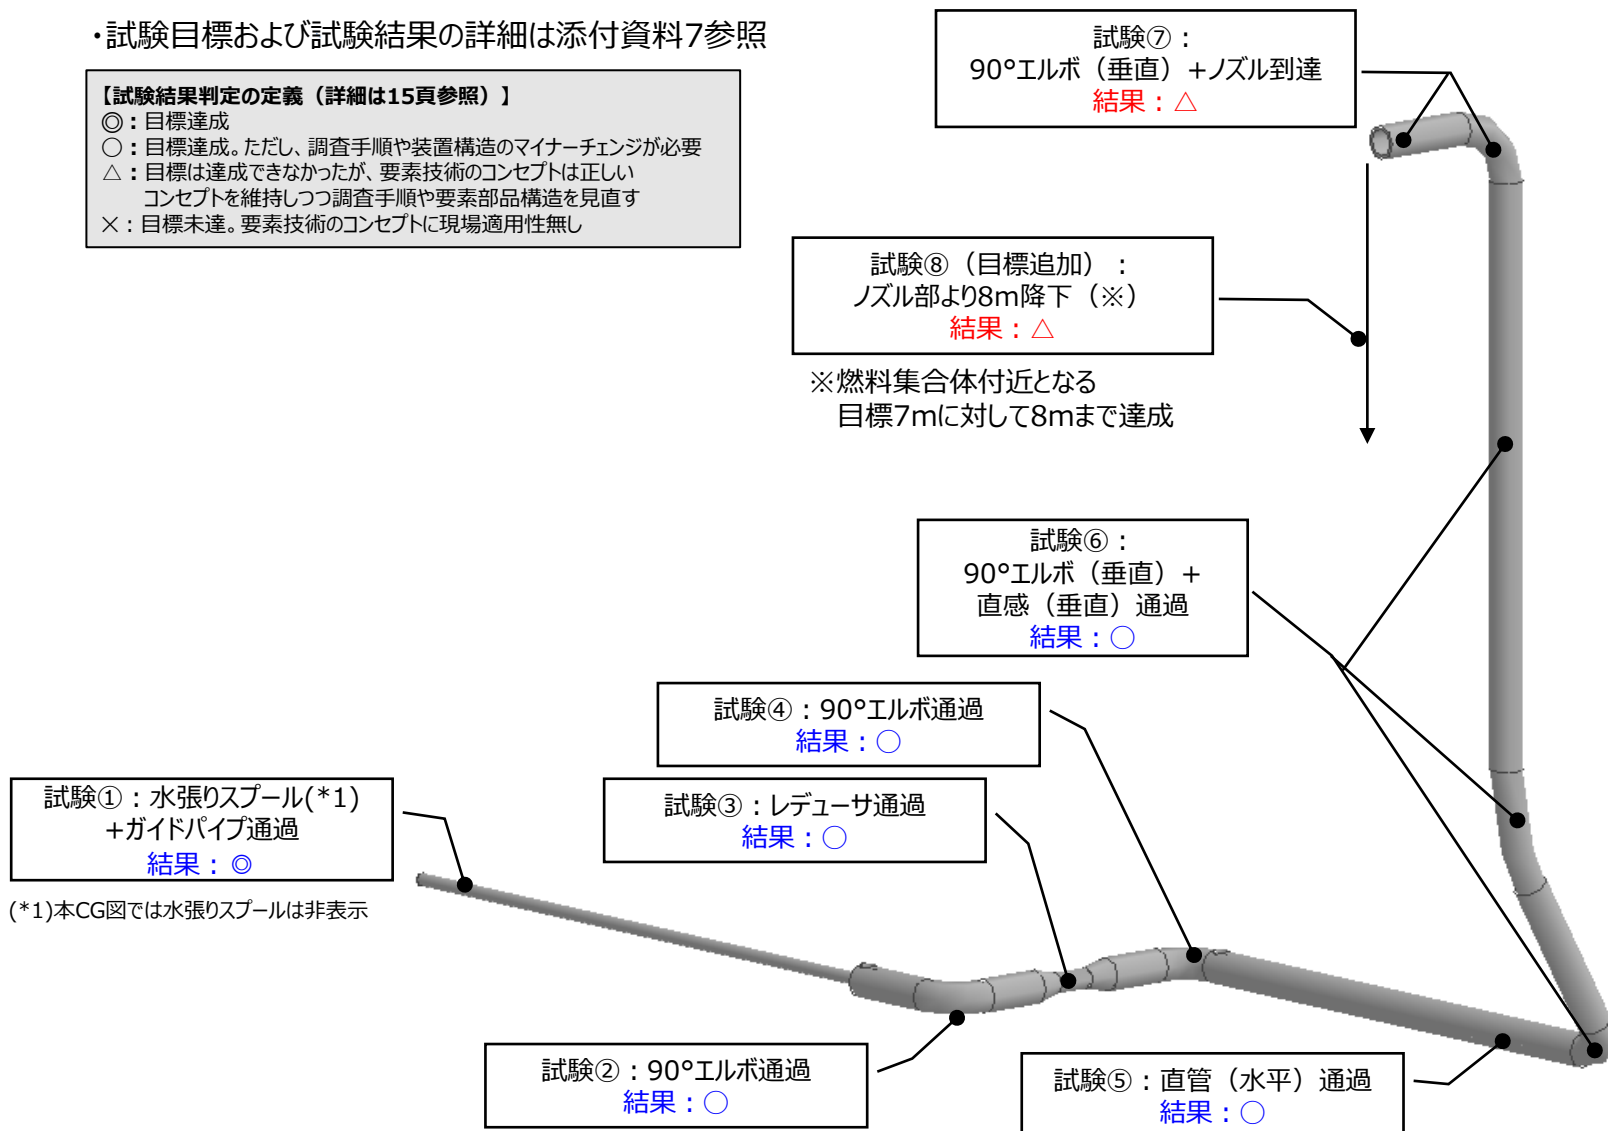 ・試験目標および試験結果の詳細は添付資料7参照
【試験結果判定の定義（詳細は15頁参照）】
◎：目標達成
○：目標達成。ただし、調査手順や装置構造のマイナーチェンジが必要
△：目標は達成できなかったが、要素技術のコンセプトは正しい
コンセプトを維持しつつ調査手順や要素部品構造を見直す
×：目標未達。要素技術のコンセプトに現場適用性無し
試験⑦：
90°エルボ（垂直）+ノズル到達
結果：△
試験⑧（目標追加）：
ノズル部より8m降下（※）
結果：△
※燃料集合体付近となる
目標7mに対して8mまで達成
試験⑥：
90°エルボ（垂直）+
直感（垂直）通過
結果：○
試験④：90°エルボ通過
結果：○
試験③：レデューサ通過
結果：○
試験①：水張りスプール(*1)
+ガイドパイプ通過
結果：◎
(*1)本CG図では水張りスプールは非表示
試験②：90°エルボ通過
結果：○
試験⑤：直管（水平）通過
結果：○